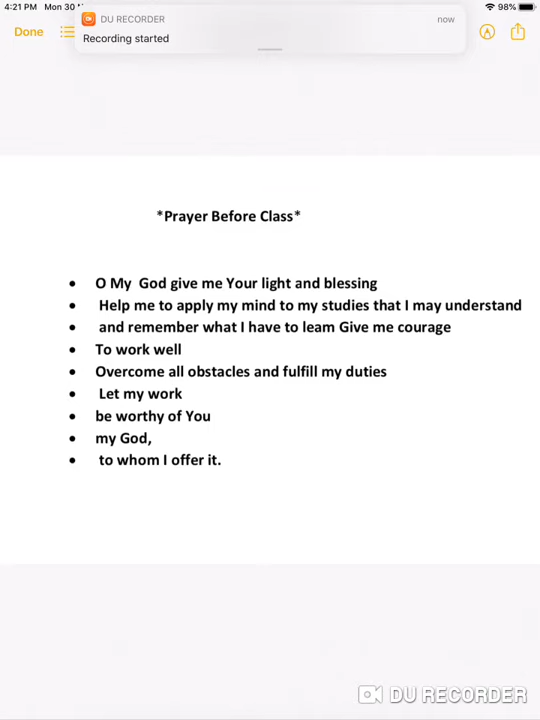 4:21 PM Mon 30
98%
DU RECORDER
now
Recording started
Done
*Prayer Before Class*
• O My God give me Your light and blessing
• Help me to apply my mind to my studies that I may understand
• and remember what I have to leam Give me courage
• To work well
• Overcome all obstacles and fulfill my duties
• Let my work
• be worthy of You
• my God,
• to whom I offer it.
DU RECORDER